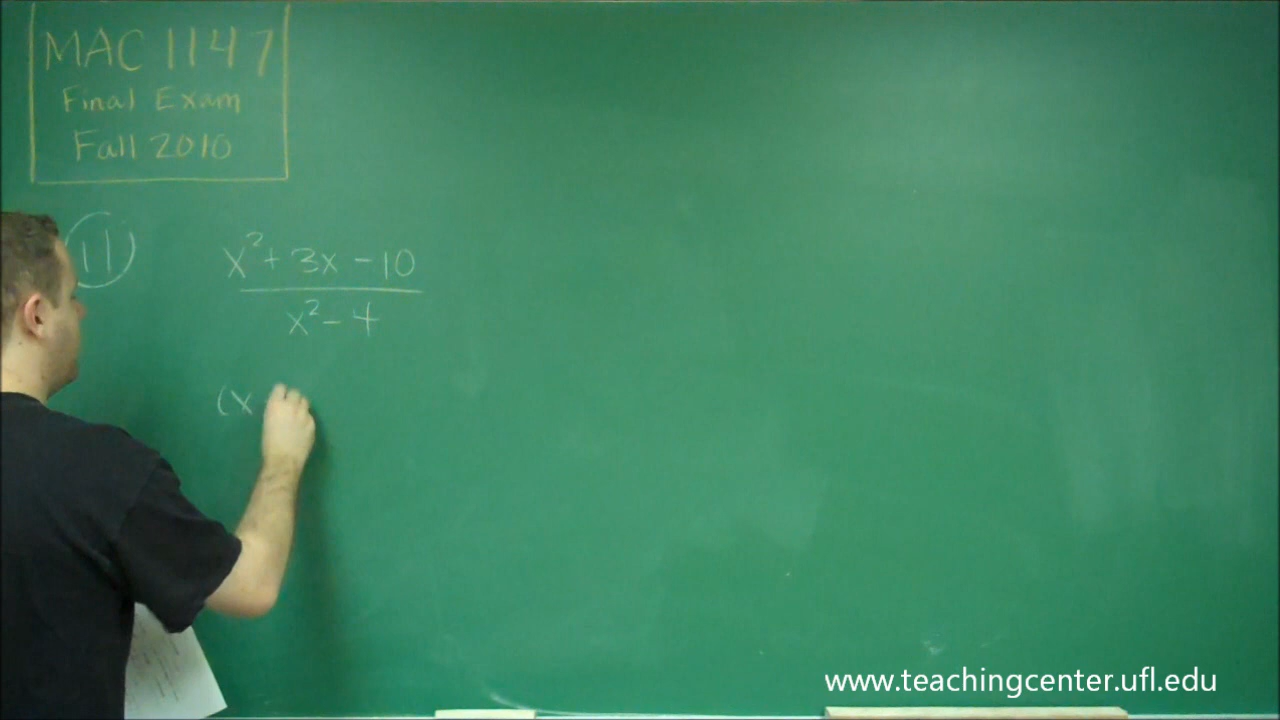 MAC 1147
Final Exam
Fall 2010
11
x²+ 3x - 10
x² - 4
(x
www.teachingcenter.ufl.edu